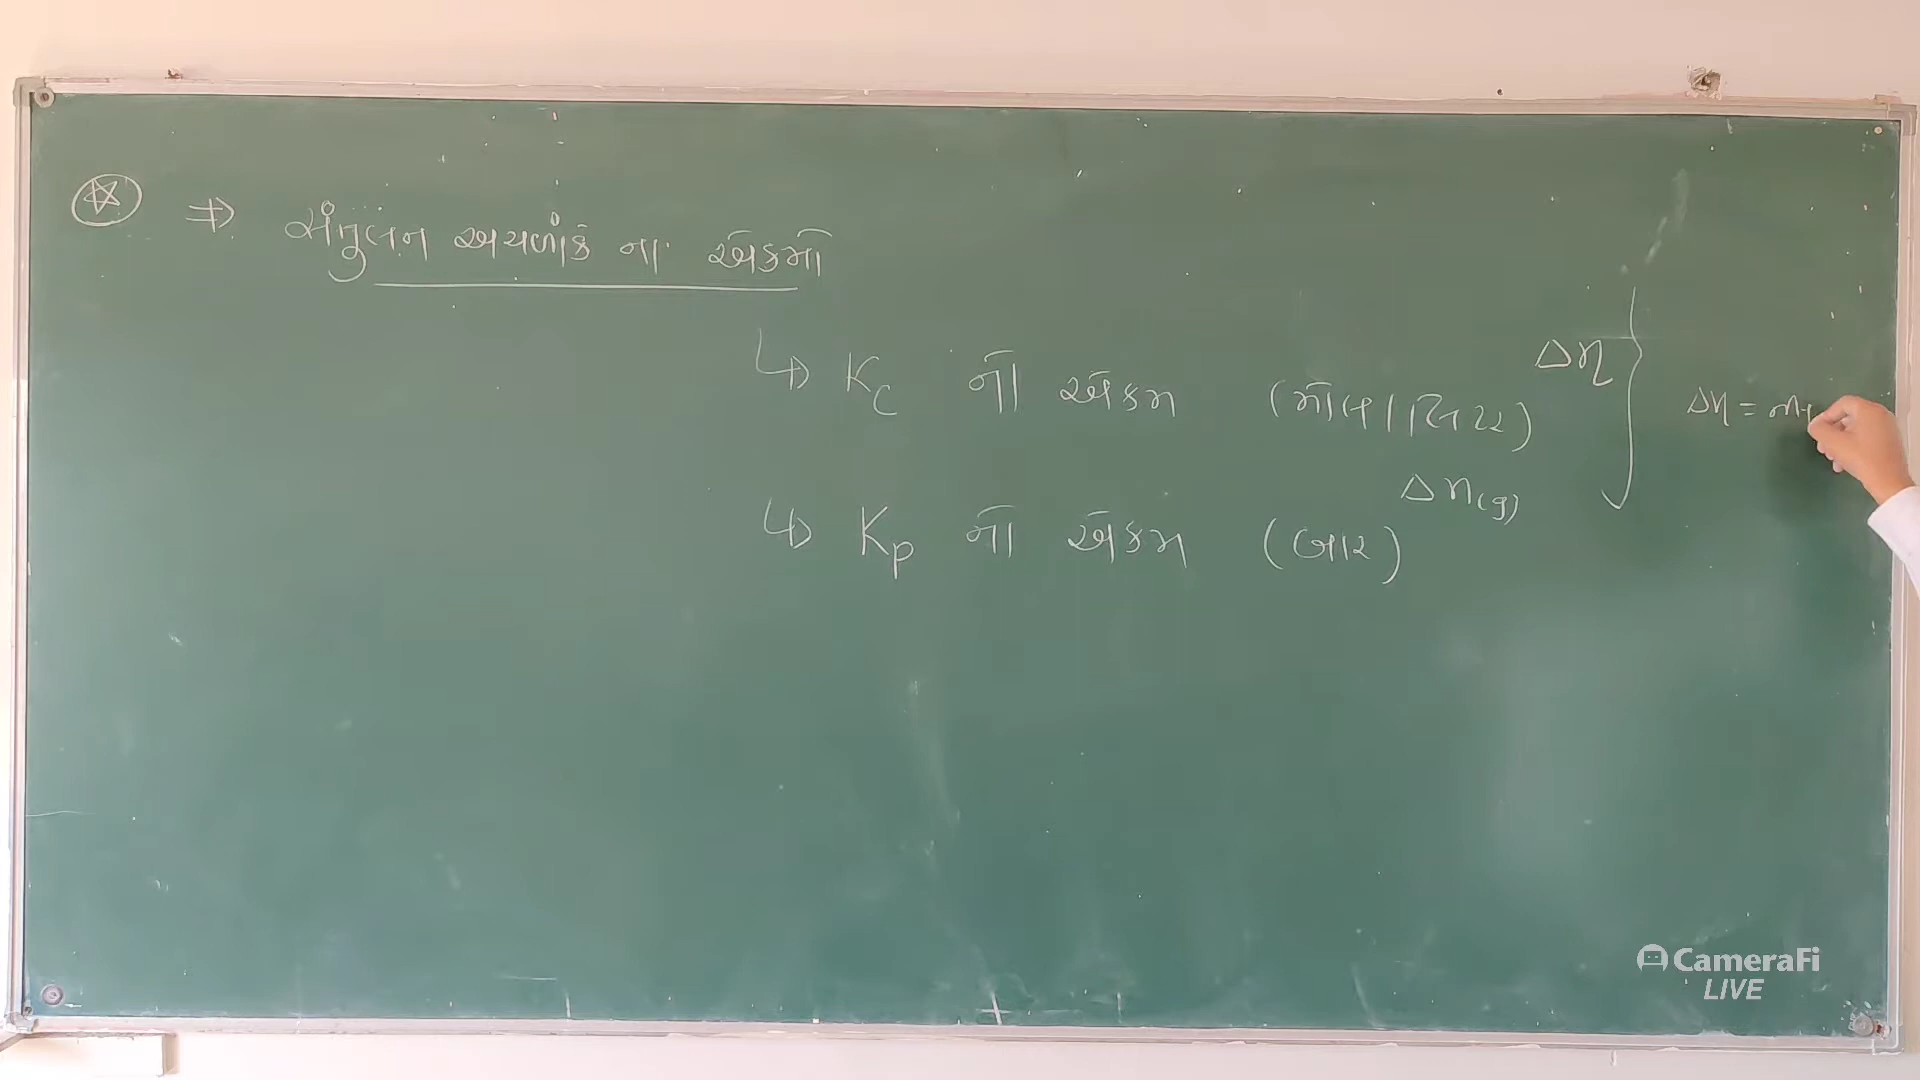 ⇒ સંતુલન અચળાંક ના એકમો
↳ Kc નો એકમ (મોલ/લિટર)^Δn
↳ Kp નો એકમ (બાર)^Δn(g)
Δn =
CameraFi
LIVE